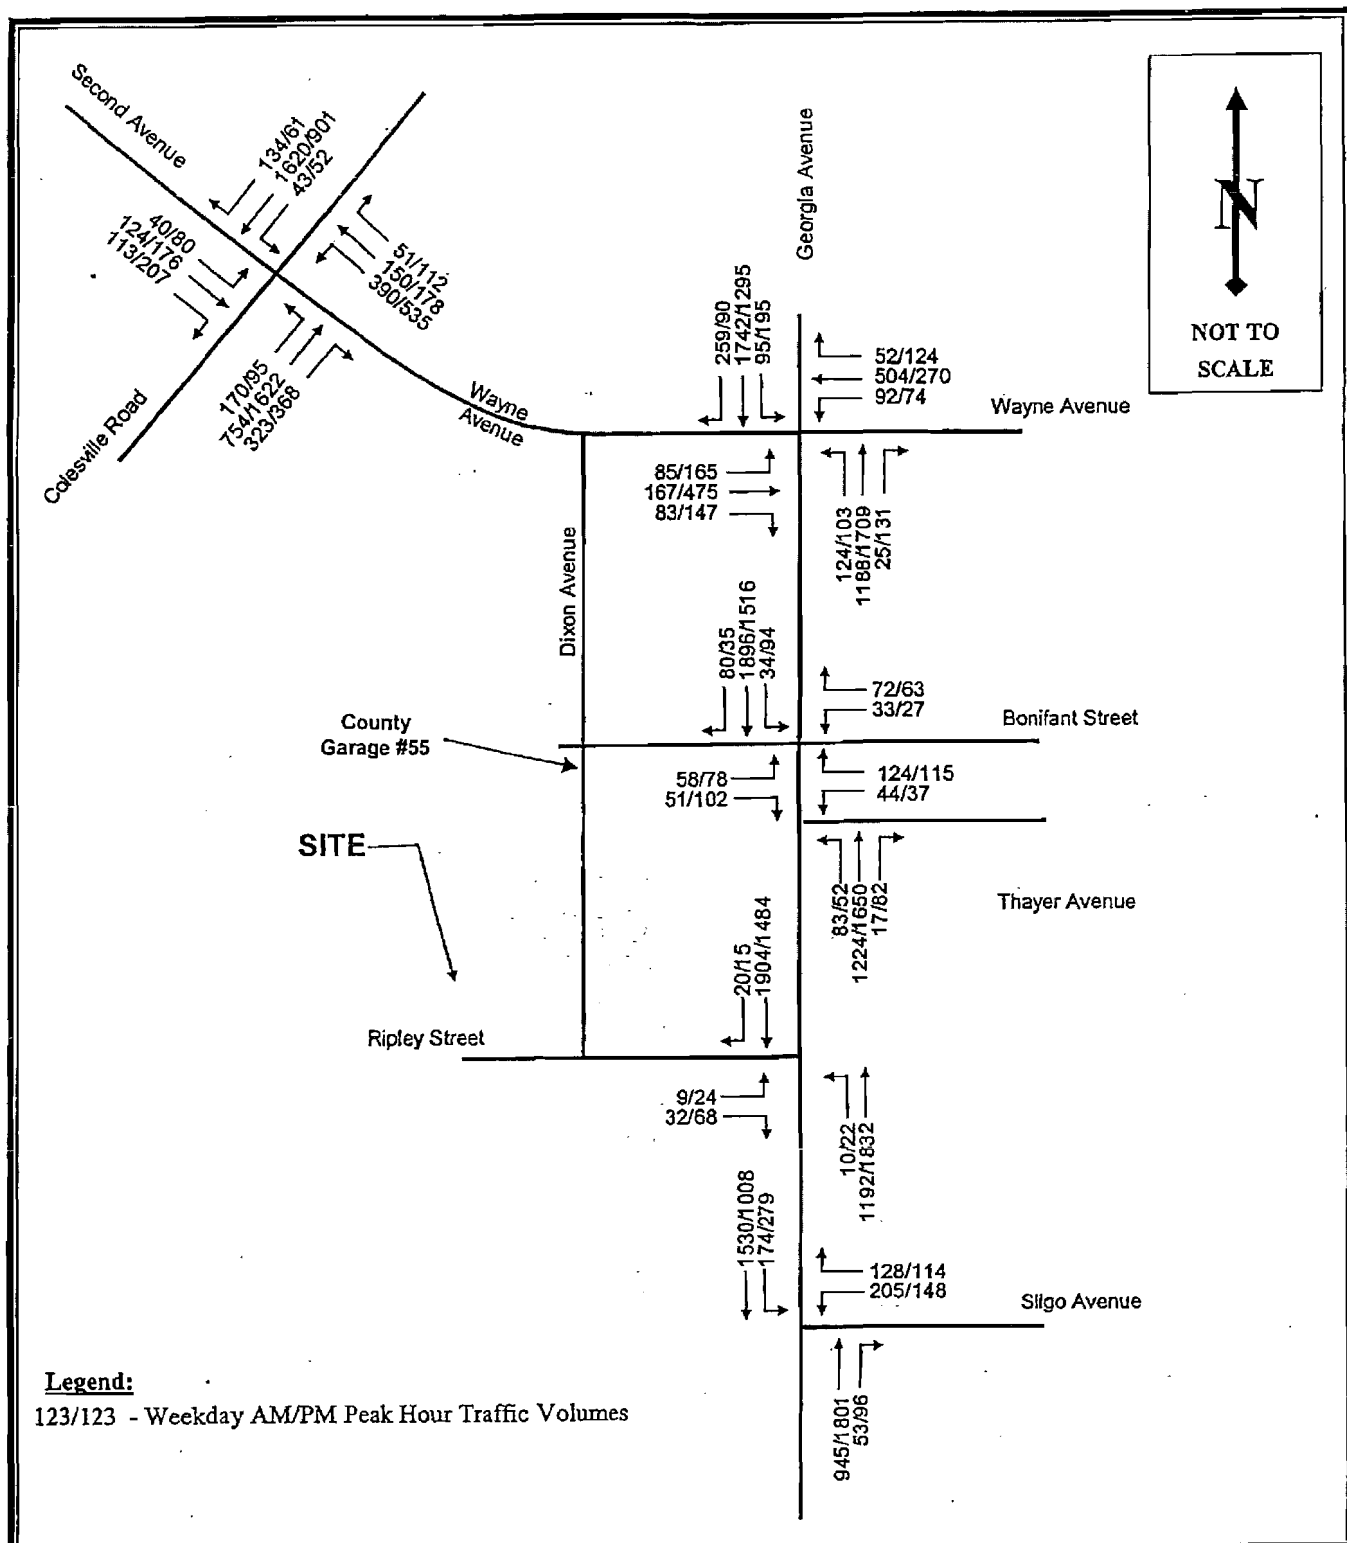 Second Avenue
134/61
1620/901
43/52
40/80
124/176
113/207
51/112
150/178
390/535
170/95
754/1622
323/368
Colesville Road
Wayne
Avenue
Georgia Avenue
N
NOT TO
SCALE
259/90
1742/1295
95/195
52/124
504/270
92/74
Wayne Avenue
85/165
167/475
83/147
124/103
1188/1709
25/131
Dixon Avenue
80/35
1896/1516
34/94
72/63
33/27
Bonifant Street
County
Garage #55
58/78
51/102
124/115
44/37
SITE
83/52
1224/1650
17/82
Thayer Avenue
20/15
1904/1484
Ripley Street
9/24
32/68
10/22
1192/1832
1530/1008
174/279
128/114
205/148
Sligo Avenue
945/1801
53/96
Legend:
123/123 - Weekday AM/PM Peak Hour Traffic Volumes